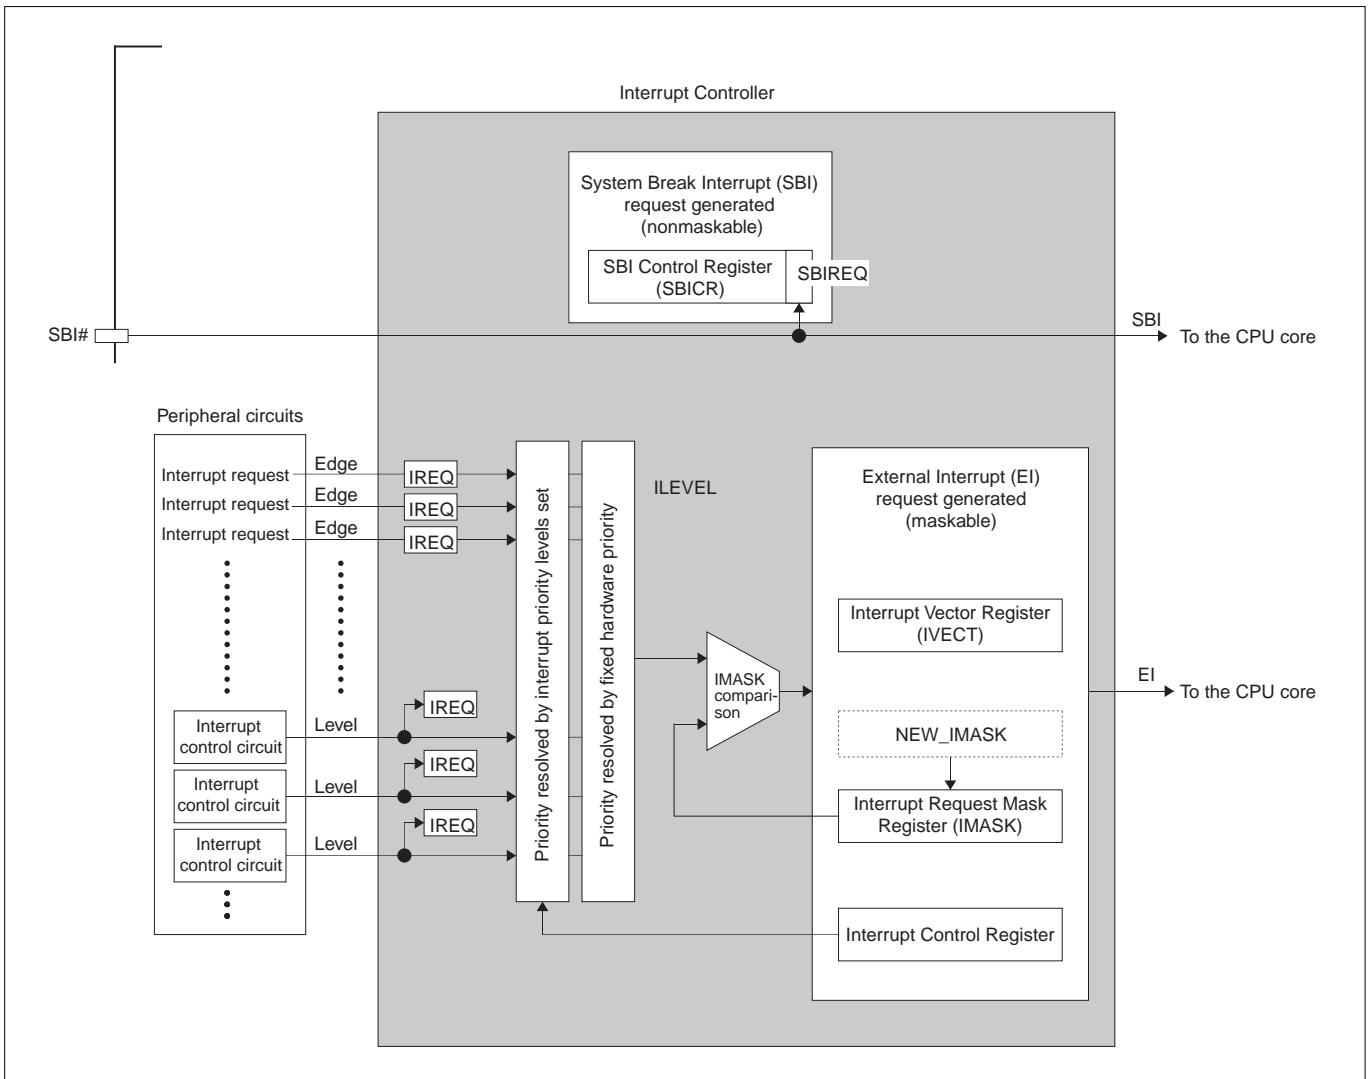 Interrupt Controller
System Break Interrupt (SBI)
request generated
(nonmaskable)
SBI Control Register
(SBICR)
SBIREQ
SBI#
SBI
To the CPU core
Peripheral circuits
Interrupt request
Edge
IREQ
Interrupt request
Edge
IREQ
Interrupt request
Edge
IREQ
Interrupt
control circuit
Level
IREQ
Interrupt
control circuit
Level
IREQ
Interrupt
control circuit
Level
IREQ
Priority resolved by interrupt priority levels set
Priority resolved by fixed hardware priority
ILEVEL
IMASK
compari-
son
External Interrupt (EI)
request generated
(maskable)
Interrupt Vector Register
(IVECT)
NEW_IMASK
Interrupt Request Mask
Register (IMASK)
Interrupt Control Register
EI
To the CPU core